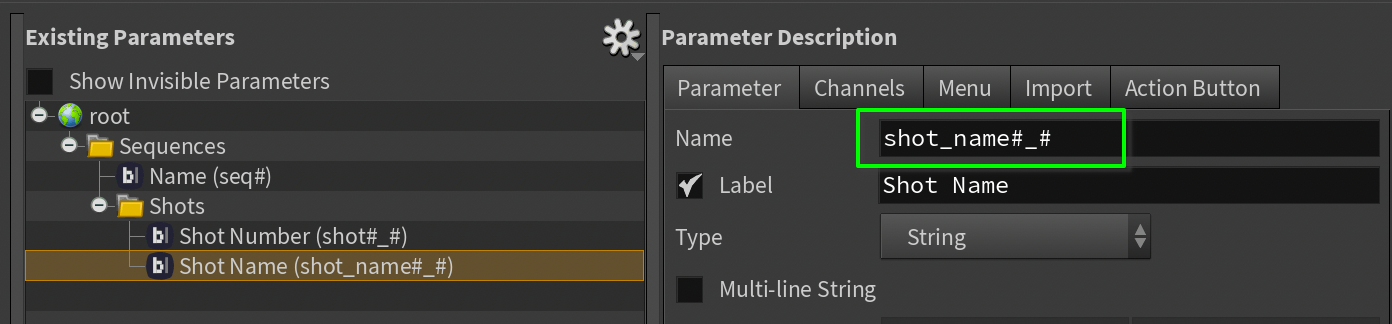 Existing Parameters
Show Invisible Parameters
root
Sequences
Name (seq#)
Shots
Shot Number (shot#_#)
Shot Name (shot_name#_#)
Parameter Description
Parameter Channels Menu Import Action Button
Name shot_name#_#
Label Shot Name
Type String
Multi-line String